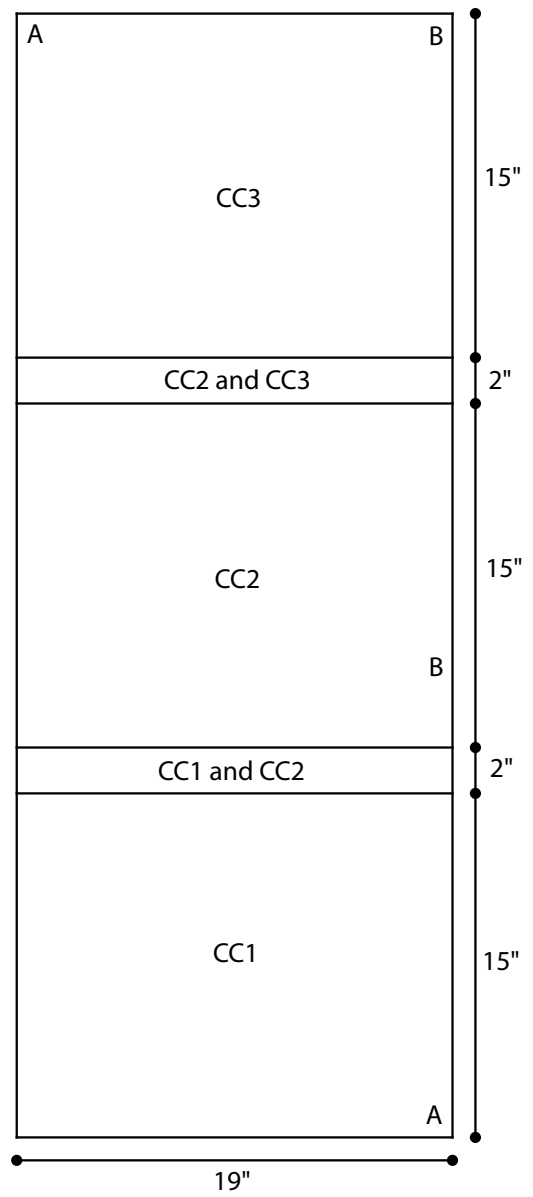 A B
15"
CC3
CC2 and CC3 2"
15"
CC2
B
CC1 and CC2 2"
CC1 15"
A
19"